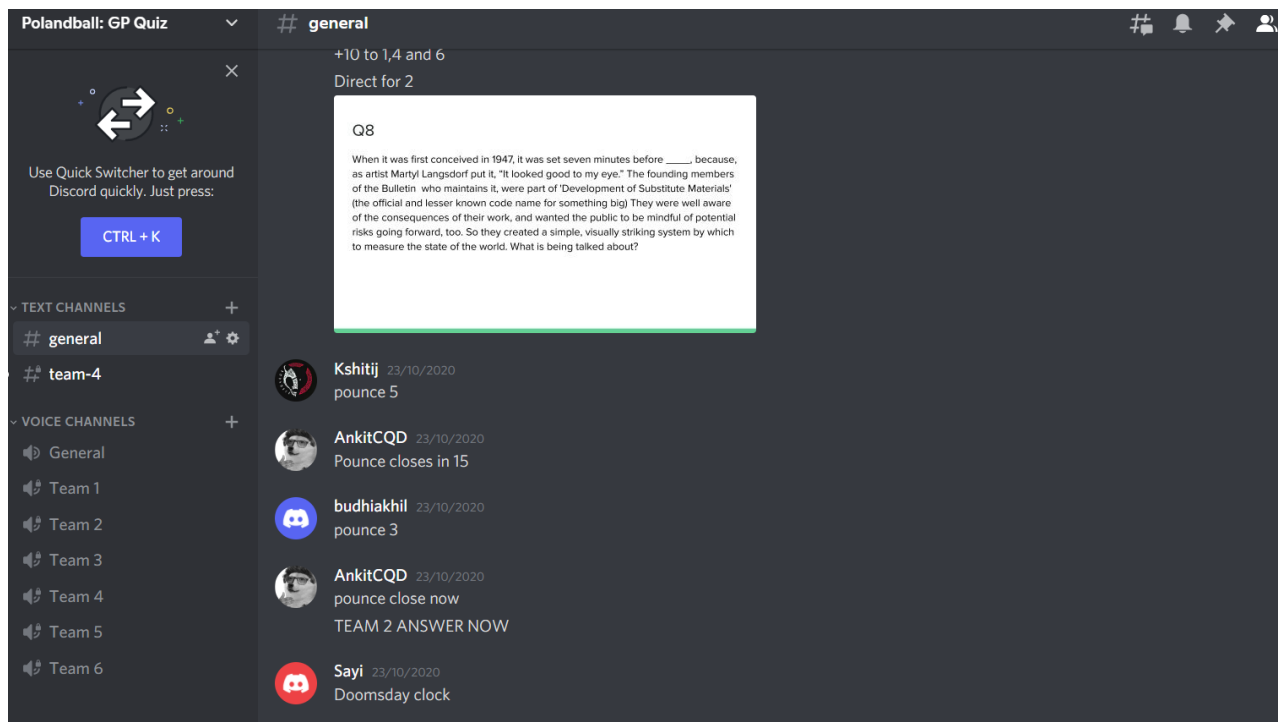 Polandball: GP Quiz
Use Quick Switcher to get around
Discord quickly. Just press:
CTRL + K
TEXT CHANNELS
general
team-4
VOICE CHANNELS
General
Team 1
Team 2
Team 3
Team 4
Team 5
Team 6
general
+10 to 1,4 and 6
Direct for 2
Q8
When it was first conceived in 1947, it was set seven minutes before ____, because,
as artist Martyl Langsdorf put it, "It looked good to my eye." The founding members
of the Bulletin who maintains it, were part of 'Development of Substitute Materials'
(the official and lesser known code name for something big) They were well aware
of the consequences of their work, and wanted the public to be mindful of potential
risks going forward, too. So they created a simple, visually striking system by which
to measure the state of the world. What is being talked about?
Kshitij 23/10/2020
pounce 5
AnkitCQD 23/10/2020
Pounce closes in 15
budhiakhil 23/10/2020
pounce 3
AnkitCQD 23/10/2020
pounce close now
TEAM 2 ANSWER NOW
Sayi 23/10/2020
Doomsday clock